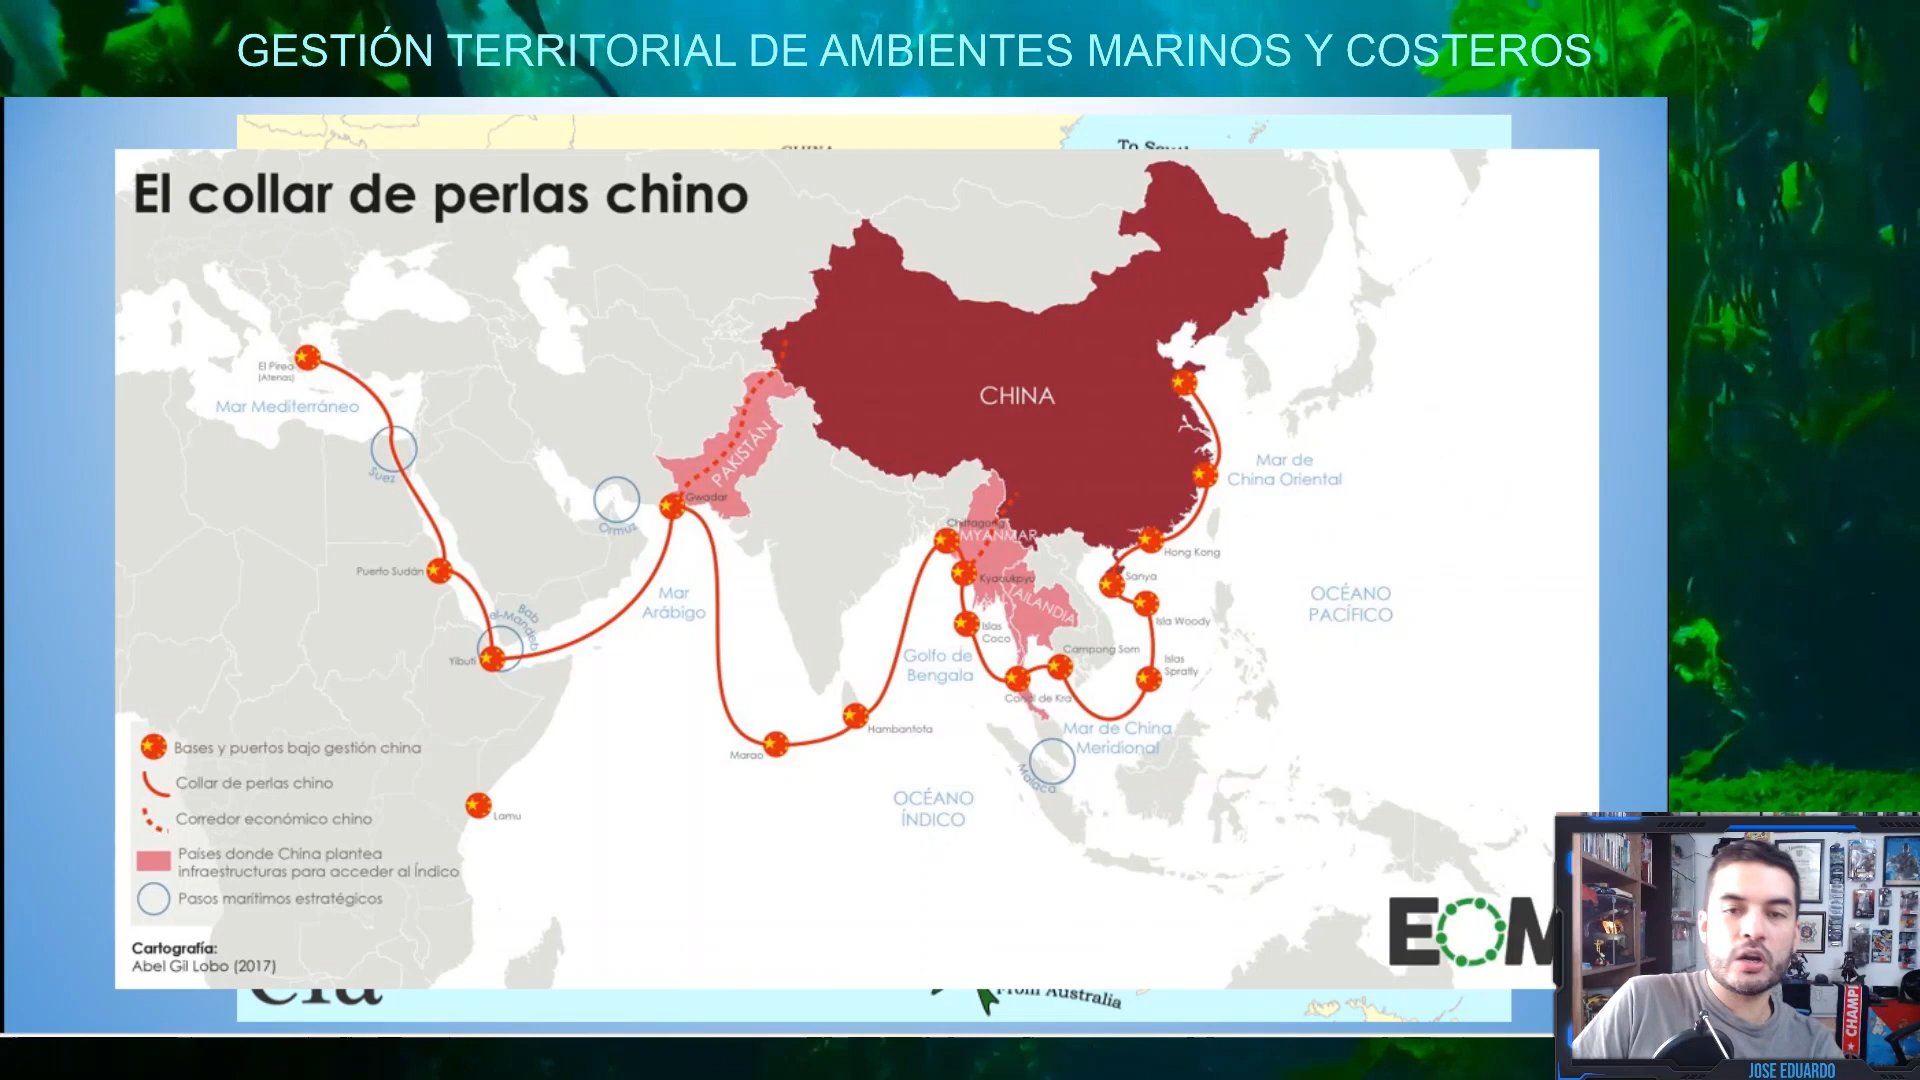 GESTIÓN TERRITORIAL DE AMBIENTES MARINOS Y COSTEROS
CHINA
El collar de perlas chino
El Pireo
(Atenas)
Mar Mediterráneo
Suez
Ormuz
PAKISTÁN
Gwadar
CHINA
Mar de
China Oriental
Chittagong
MYANMAR
Hong Kong
Puerto Sudán
Kyaoukpyu
Sanya
TAILANDIA
Mar
Arábigo
OCÉANO
PACÍFICO
Bab
el-Mandeb
Isla Woody
Islas
Coco
Yibuti
Golfo de
Bengala
Campong Som
Islas
Spratly
Canal de Kra
Hambantota
Mar de China
Meridional
Marao
Malaca
OCÉANO
ÍNDICO
Lamu
Bases y puertos bajo gestión china
Collar de perlas chino
Corredor económico chino
Países donde China plantea
infraestructuras para acceder al Índico
Pasos marítimos estratégicos
Cartografía:
Abel Gil Lobo (2017)
EOM
From Australia
CHAMPI
JOSE EDUARDO